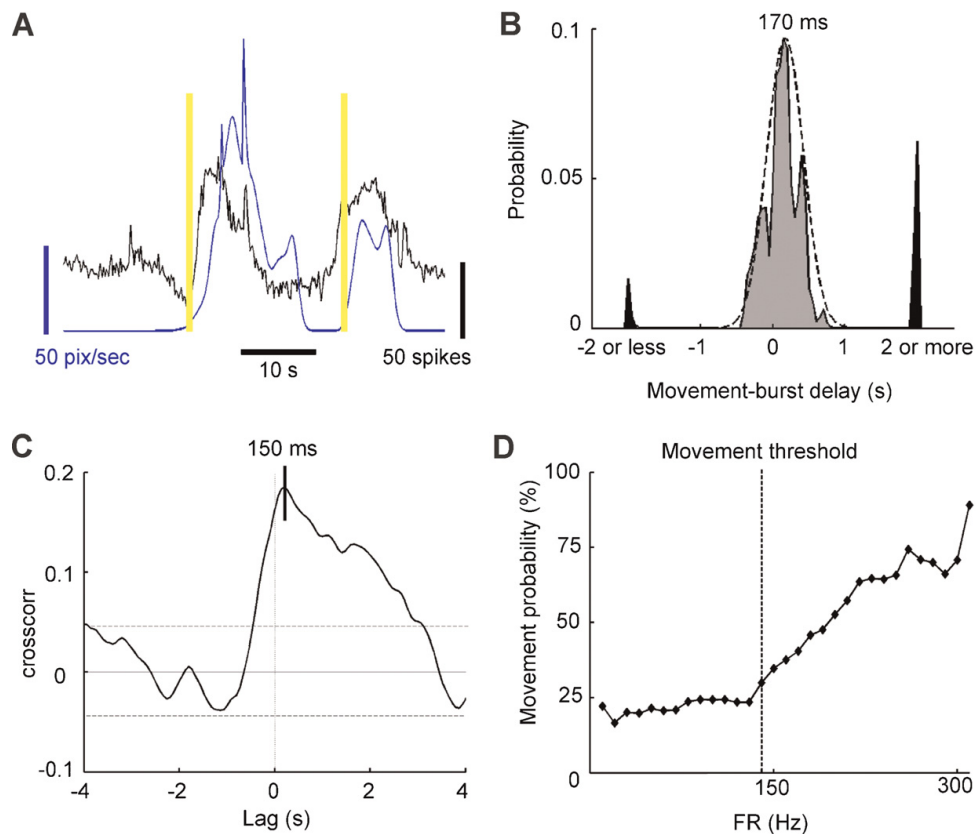 A
50 pix/sec
10 s
50 spikes
B
170 ms
0.1
0.05
0
Probability
-2 or less
-1
0
1
2 or more
Movement-burst delay (s)
C
150 ms
0.2
0.1
0
-0.1
crosscorr
-4
-2
0
2
4
Lag (s)
D
Movement threshold
100
75
50
25
0
Movement probability (%)
150
300
FR (Hz)